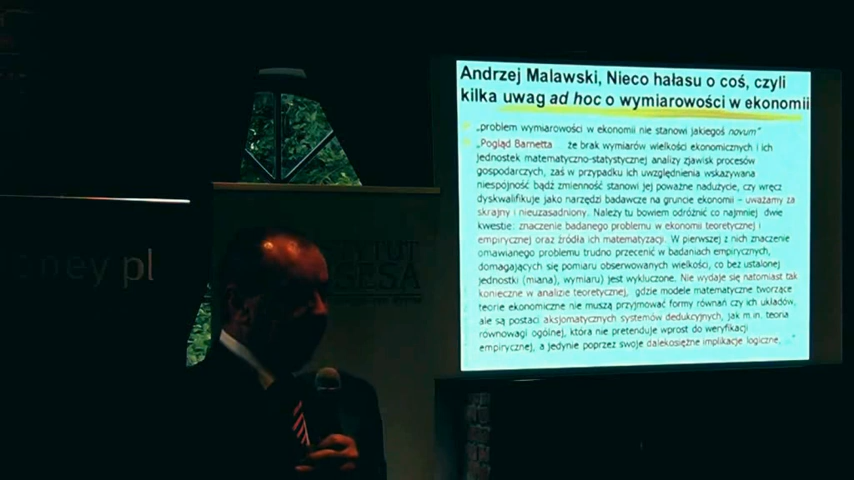 Andrzej Malawski, Nieco hałasu o coś, czyli
kilka uwag ad hoc o wymiarowości w ekonomii
„problem wymiarowości w ekonomii nie stanowi jakiegoś novum"
„Pogląd Barnetta ... że brak wymiarów wielkości ekonomicznych i ich
jednostek matematyczno-statystycznej analizy zjawisk procesów
gospodarczych, zaś w przypadku ich uwzględnienia wskazywana
niespójność bądź zmienność stanowi jej poważne nadużycie, czy wręcz
dyskwalifikuje jako narzędzi badawcze na gruncie ekonomii – uważamy za
skrajny i nieuzasadniony. Należy tu bowiem odróżnić co najmniej dwie
kwestie: znaczenie badanego problemu w ekonomii teoretycznej i
empirycznej oraz źródła ich matematyzacji. W pierwszej z nich znaczenie
omawianego problemu trudno przecenić w badaniach empirycznych,
domagających się pomiaru obserwowanych wielkości, co bez ustalonej
jednostki (miana, wymiaru) jest wykluczone. Nie wydaje się natomiast tak
konieczne w analizie teoretycznej, gdzie modele matematyczne tworzące
teorie ekonomiczne nie muszą przyjmować formy równań czy ich układów,
ale są postaci aksjomatycznych systemów dedukcyjnych, jak m.in. teoria
równowagi ogólnej, która nie pretenduje wprost do weryfikacji
empirycznej, a jedynie poprzez swoje dalekosiężne implikacje logiczne, ..."
ney.pl
TUT